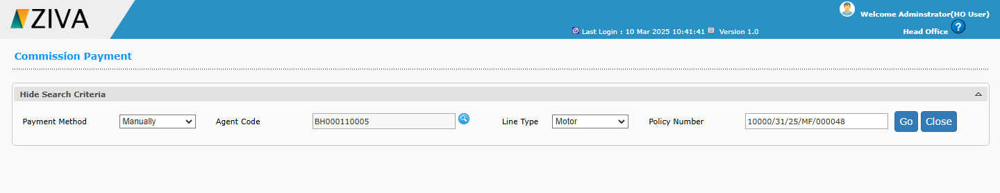 ZIVA
Welcome Adminstrator(HO User)
Last Login : 10 Mar 2025 10:41:41 Version 1.0
Head Office ?
Commission Payment
Hide Search Criteria
Payment Method Manually Agent Code BH000110005 Line Type Motor Policy Number 10000/31/25/MF/000048 Go Close